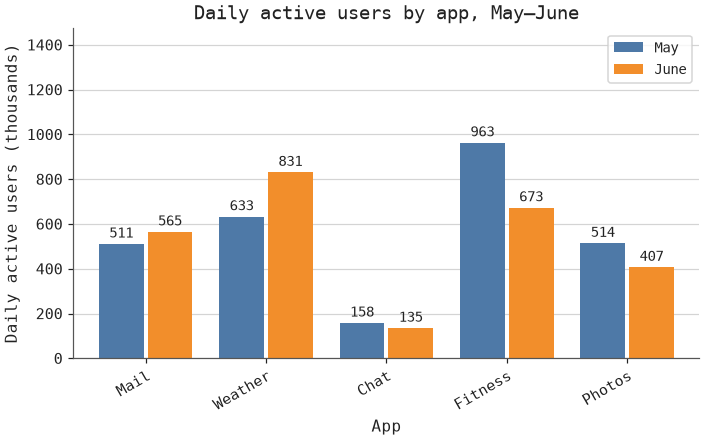 Daily active users by app, May–June
Daily active users (thousands)
1400
1200
1000
800
600
400
200
0
May
June
511
565
633
831
158
135
963
673
514
407
Mail
Weather
Chat
Fitness
Photos
App